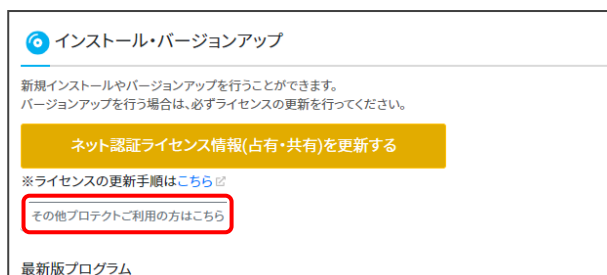 インストール・バージョンアップ
新規インストールやバージョンアップを行うことができます。
バージョンアップを行う場合は、必ずライセンスの更新を行ってください。
ネット認証ライセンス情報(占有・共有)を更新する
※ライセンスの更新手順はこちら
その他プロテクトご利用の方はこちら
最新版プログラム